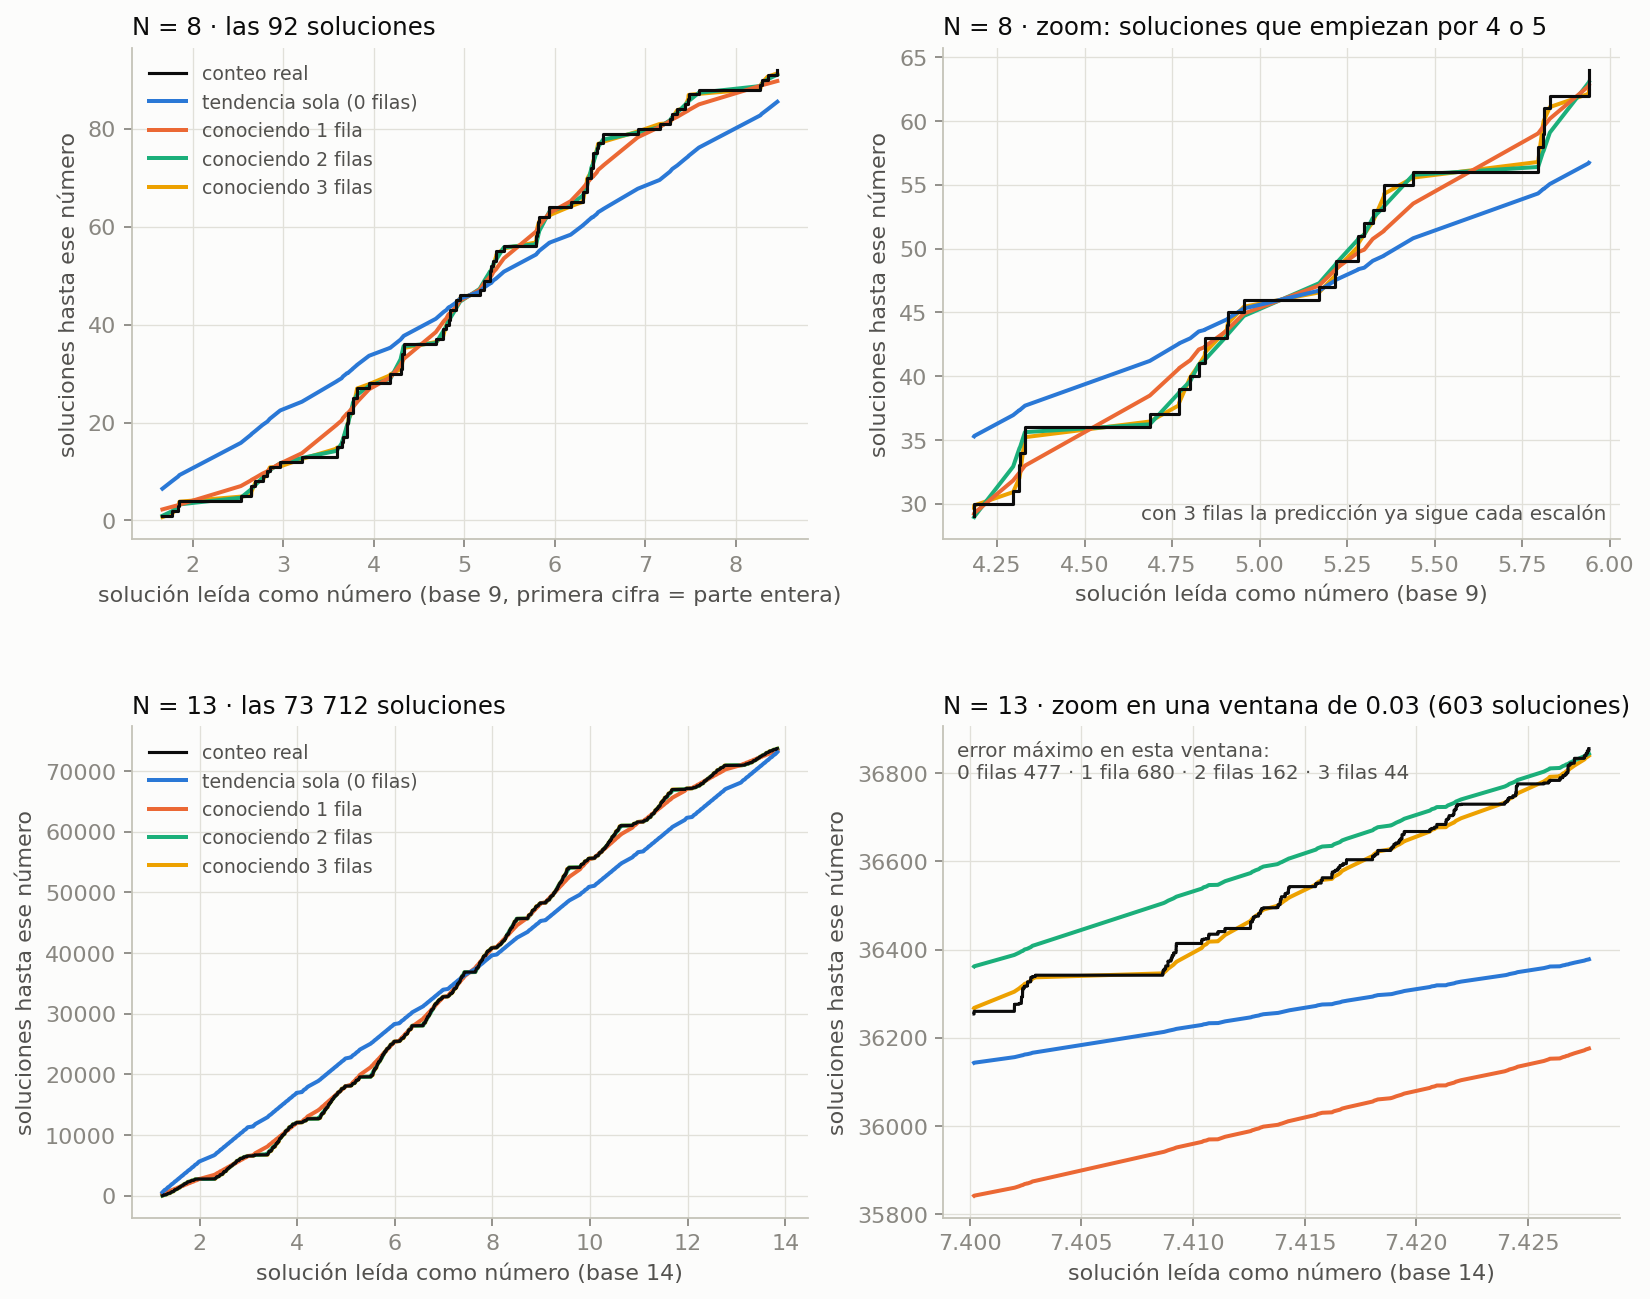 N = 8 · las 92 soluciones
conteo real
tendencia sola (0 filas)
conociendo 1 fila
conociendo 2 filas
conociendo 3 filas
soluciones hasta ese número
80
60
40
20
0
2 3 4 5 6 7 8
solución leída como número (base 9, primera cifra = parte entera)
N = 8 · zoom: soluciones que empiezan por 4 o 5
soluciones hasta ese número
65
60
55
50
45
40
35
30
con 3 filas la predicción ya sigue cada escalón
4.25 4.50 4.75 5.00 5.25 5.50 5.75 6.00
solución leída como número (base 9)
N = 13 · las 73 712 soluciones
conteo real
tendencia sola (0 filas)
conociendo 1 fila
conociendo 2 filas
conociendo 3 filas
soluciones hasta ese número
70000
60000
50000
40000
30000
20000
10000
0
2 4 6 8 10 12 14
solución leída como número (base 14)
N = 13 · zoom en una ventana de 0.03 (603 soluciones)
error máximo en esta ventana:
0 filas 477 · 1 fila 680 · 2 filas 162 · 3 filas 44
soluciones hasta ese número
36800
36600
36400
36200
36000
35800
7.400 7.405 7.410 7.415 7.420 7.425
solución leída como número (base 14)